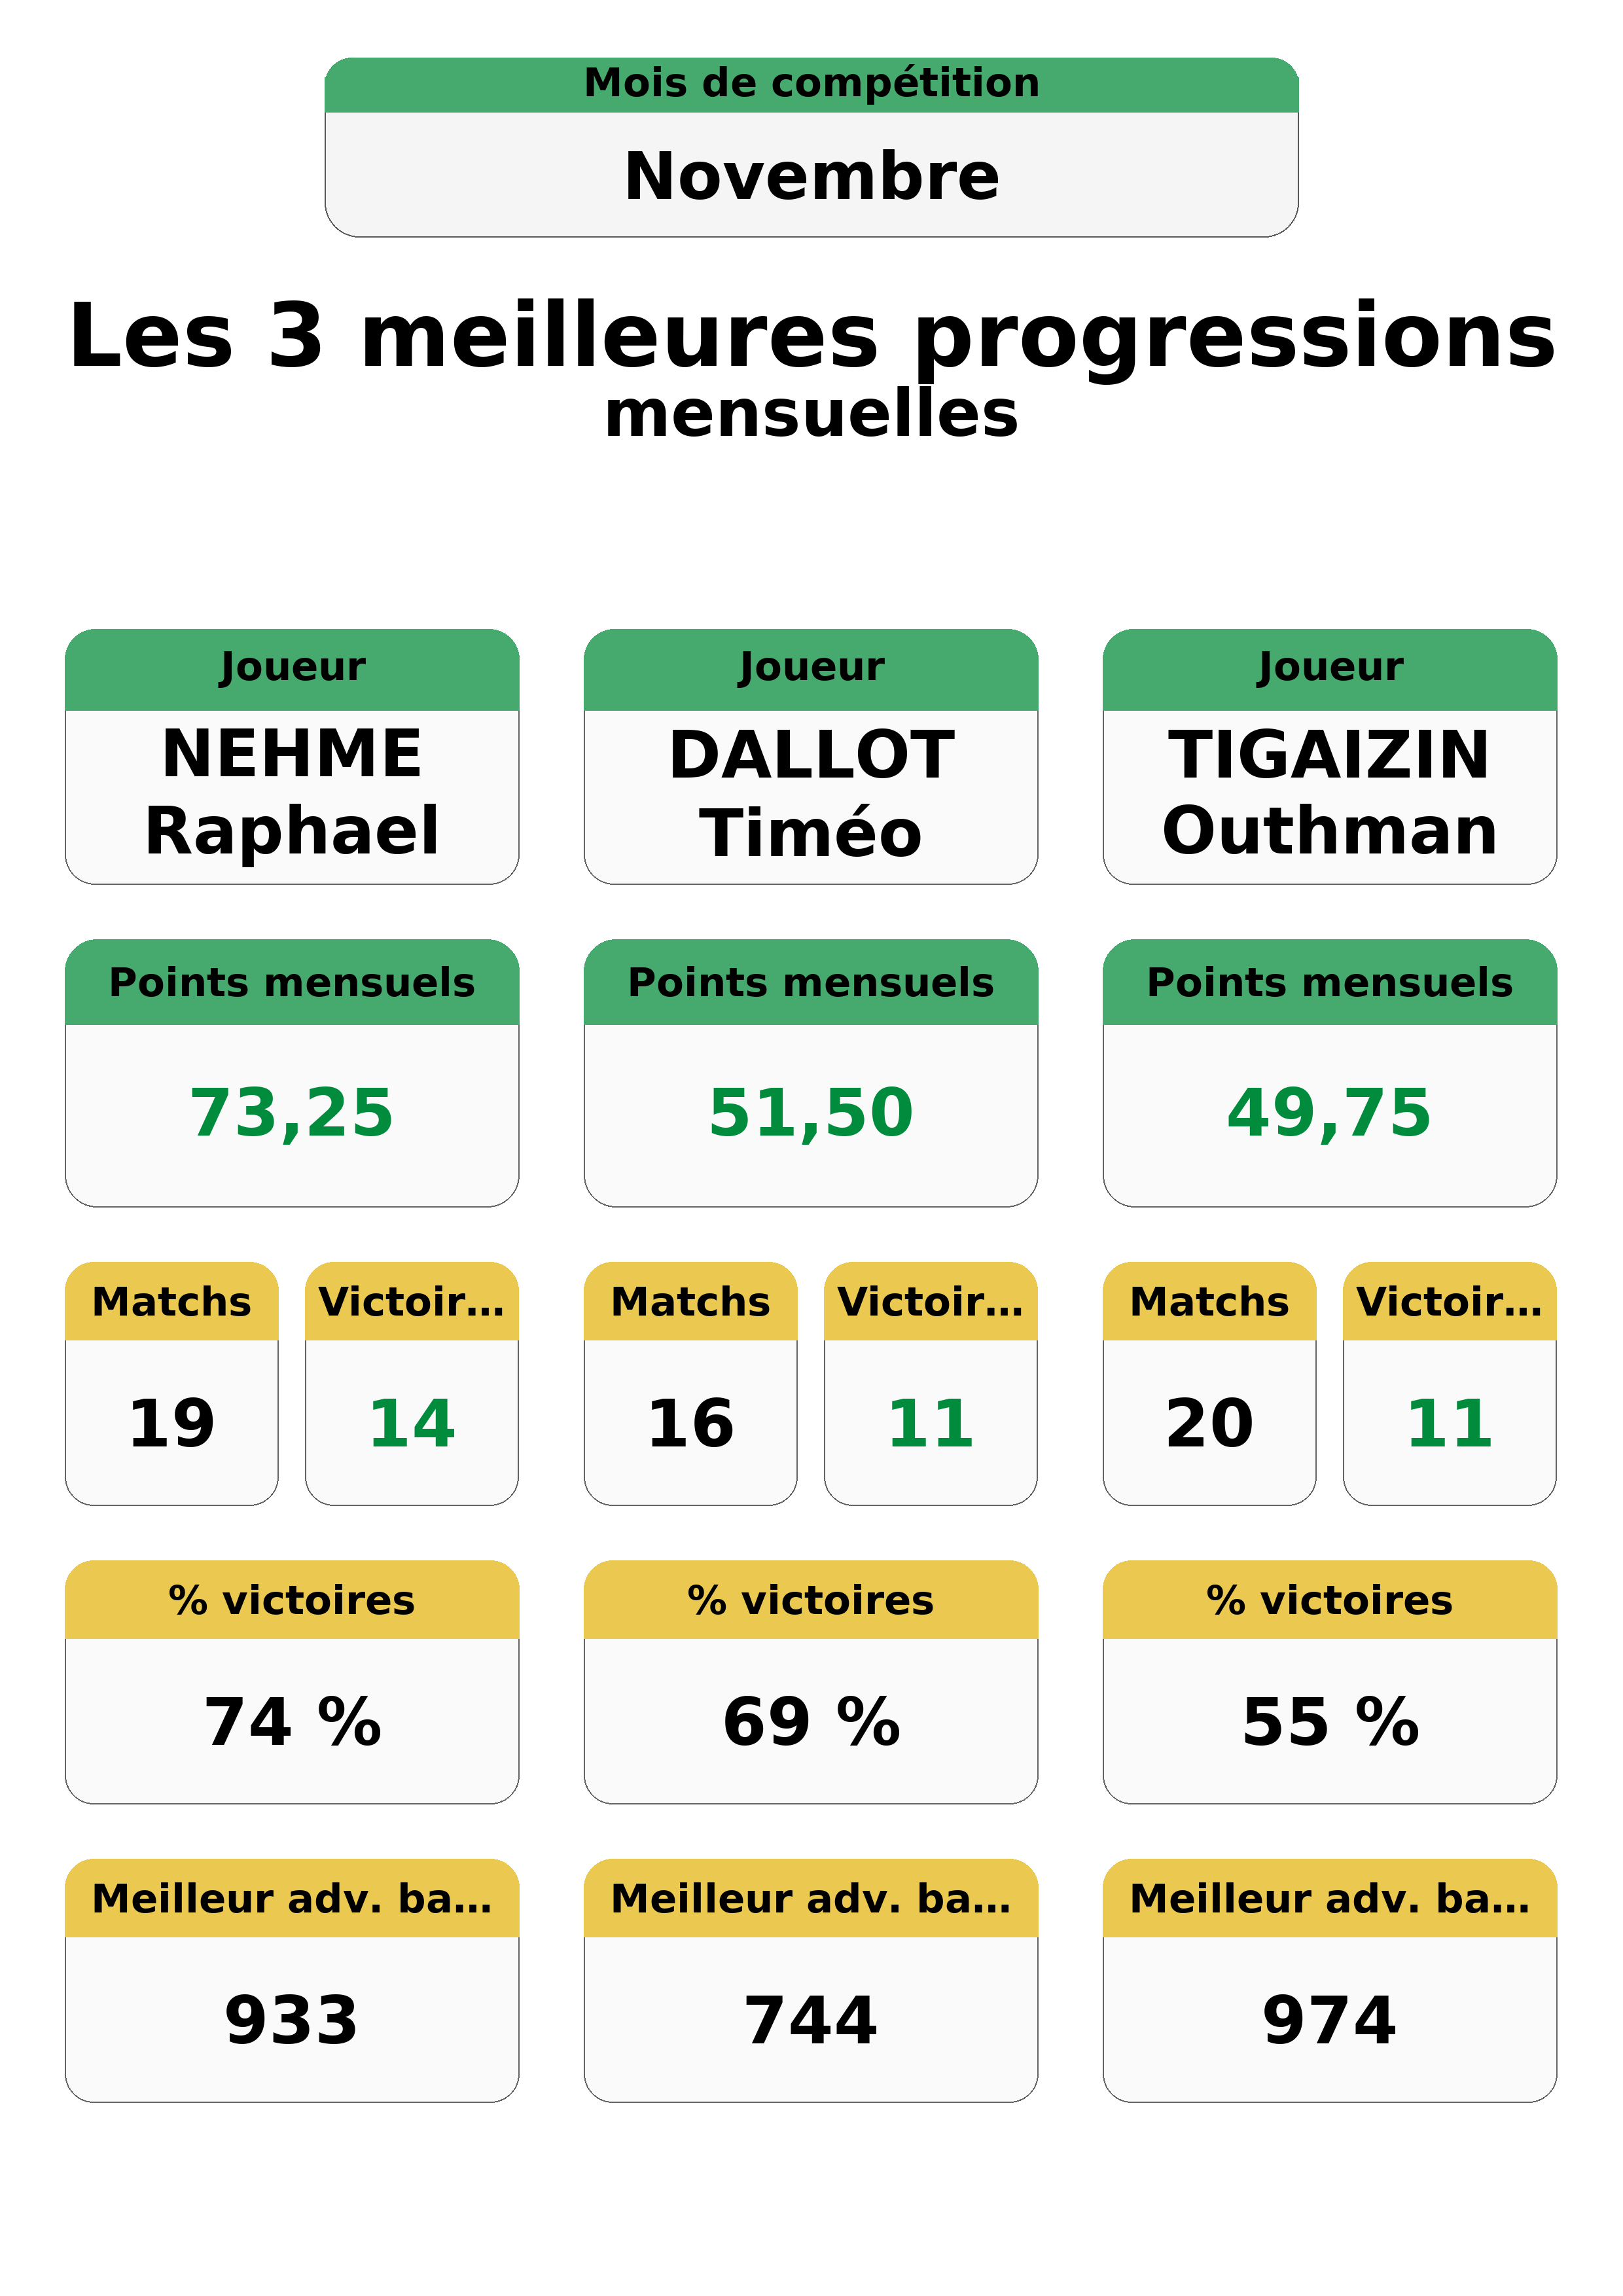 Mois de compétition
Novembre
Les 3 meilleures progressions
mensuelles
Joueur
NEHME
Raphael
Joueur
DALLOT
Timéo
Joueur
TIGAIZIN
Outhman
Points mensuels
73,25
Points mensuels
51,50
Points mensuels
49,75
Matchs
19
Victoir...
14
Matchs
16
Victoir...
11
Matchs
20
Victoir...
11
% victoires
74 %
% victoires
69 %
% victoires
55 %
Meilleur adv. ba...
933
Meilleur adv. ba...
744
Meilleur adv. ba...
974